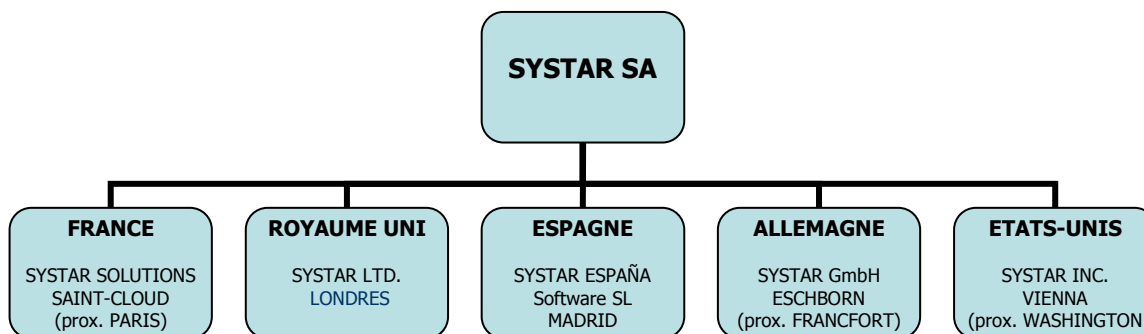 SYSTAR SA
FRANCE
SYSTAR SOLUTIONS
SAINT-CLOUD
(prox. PARIS)
ROYAUME UNI
SYSTAR LTD.
LONDRES
ESPAGNE
SYSTAR ESPAÑA
Software SL
MADRID
ALLEMAGNE
SYSTAR GmbH
ESCHBORN
(prox. FRANCFORT)
ETATS-UNIS
SYSTAR INC.
VIENNA
(prox. WASHINGTON